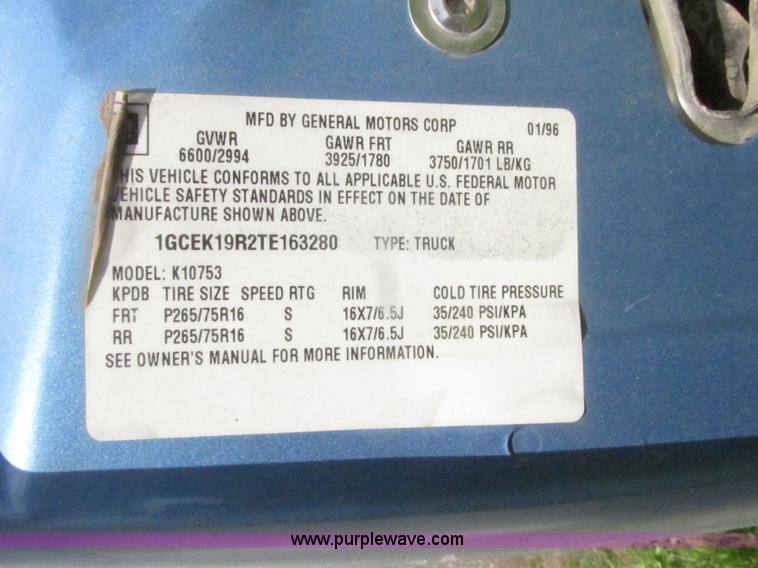 MFD BY GENERAL MOTORS CORP 01/96
GVWR GAWR FRT GAWR RR
6600/2994 3925/1780 3750/1701 LB/KG
THIS VEHICLE CONFORMS TO ALL APPLICABLE U.S. FEDERAL MOTOR
VEHICLE SAFETY STANDARDS IN EFFECT ON THE DATE OF
MANUFACTURE SHOWN ABOVE.
1GCEK19R2TE163280 TYPE: TRUCK
MODEL: K10753
KPDB TIRE SIZE SPEED RTG RIM COLD TIRE PRESSURE
FRT P265/75R16 S 16X7/6.5J 35/240 PSI/KPA
RR P265/75R16 S 16X7/6.5J 35/240 PSI/KPA
SEE OWNER'S MANUAL FOR MORE INFORMATION.
www.purplewave.com